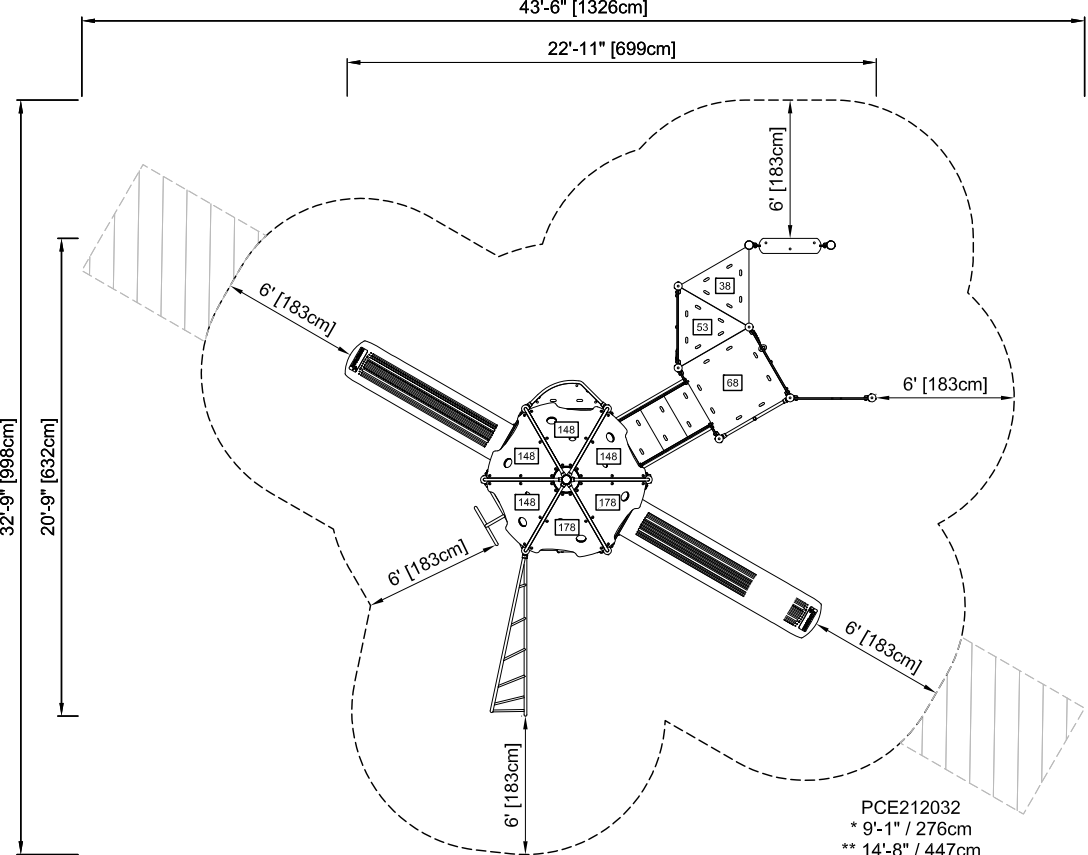 43'-6" [1326cm]
22'-11" [699cm]
6' [183cm]
6' [183cm]
38
53
68
6' [183cm]
148
148
148
148
178
178
32'-9" [998cm]
20'-9" [632cm]
6' [183cm]
6' [183cm]
6' [183cm]
PCE212032
* 9'-1" / 276cm
** 14'-8" / 447cm